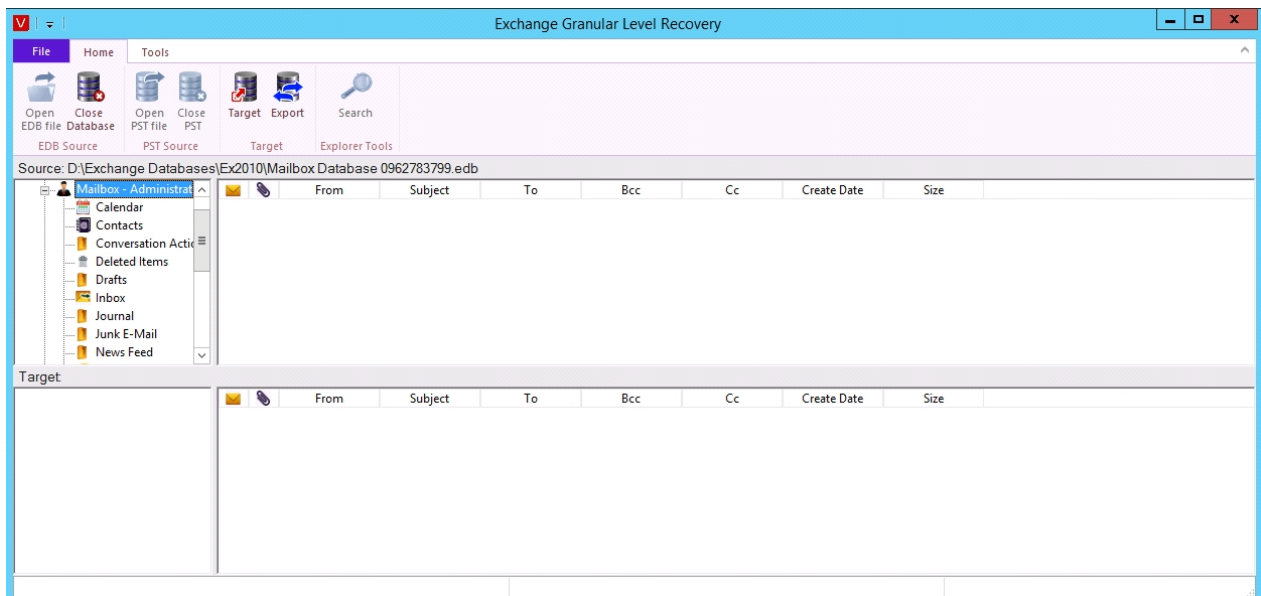 V
Exchange Granular Level Recovery
File Home Tools
Open EDB file
Close Database
Open PST file
Close PST
Target
Export
Search
EDB Source PST Source Target Explorer Tools
Source: D:\Exchange Databases\Ex2010\Mailbox Database 0962783799.edb
Mailbox - Administrat
Calendar
Contacts
Conversation Actic
Deleted Items
Drafts
Inbox
Journal
Junk E-Mail
News Feed
From Subject To Bcc Cc Create Date Size
Target:
From Subject To Bcc Cc Create Date Size